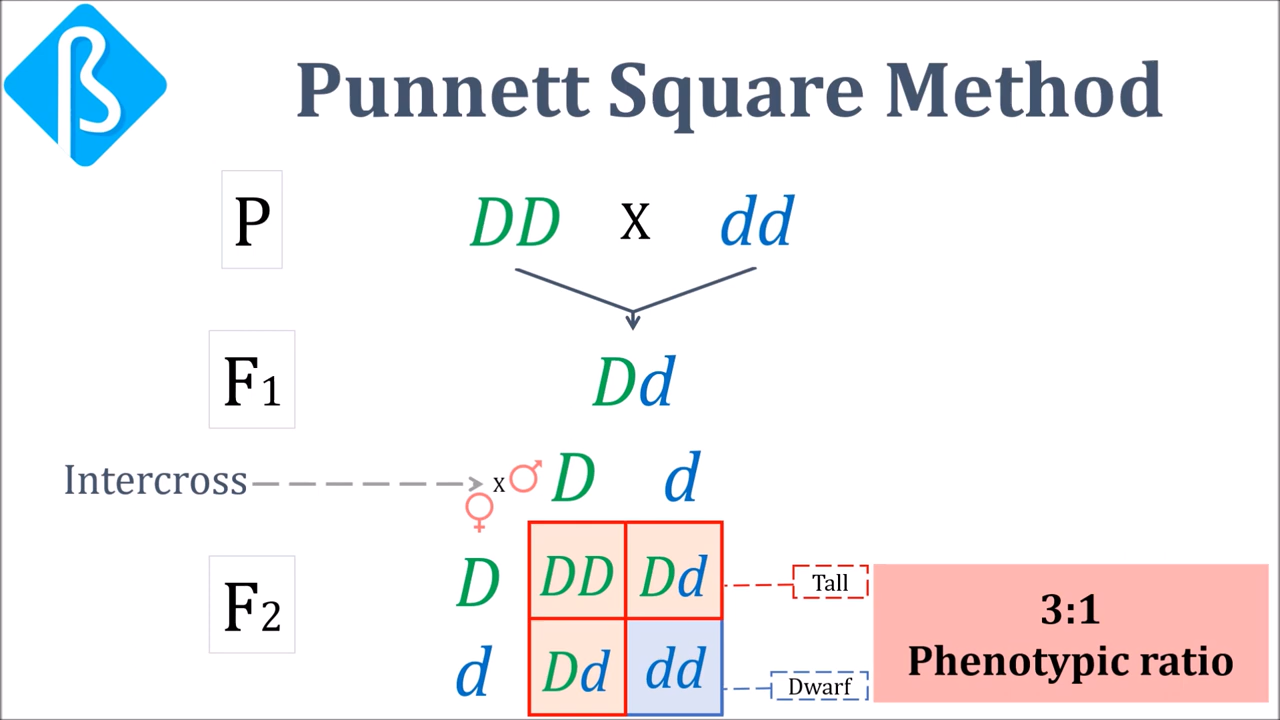 ß
Punnett Square Method
P
DD X dd
F1
Dd
Intercross x ♂ D d
♀
F2
D DD Dd Tall
d Dd dd Dwarf
3:1
Phenotypic ratio